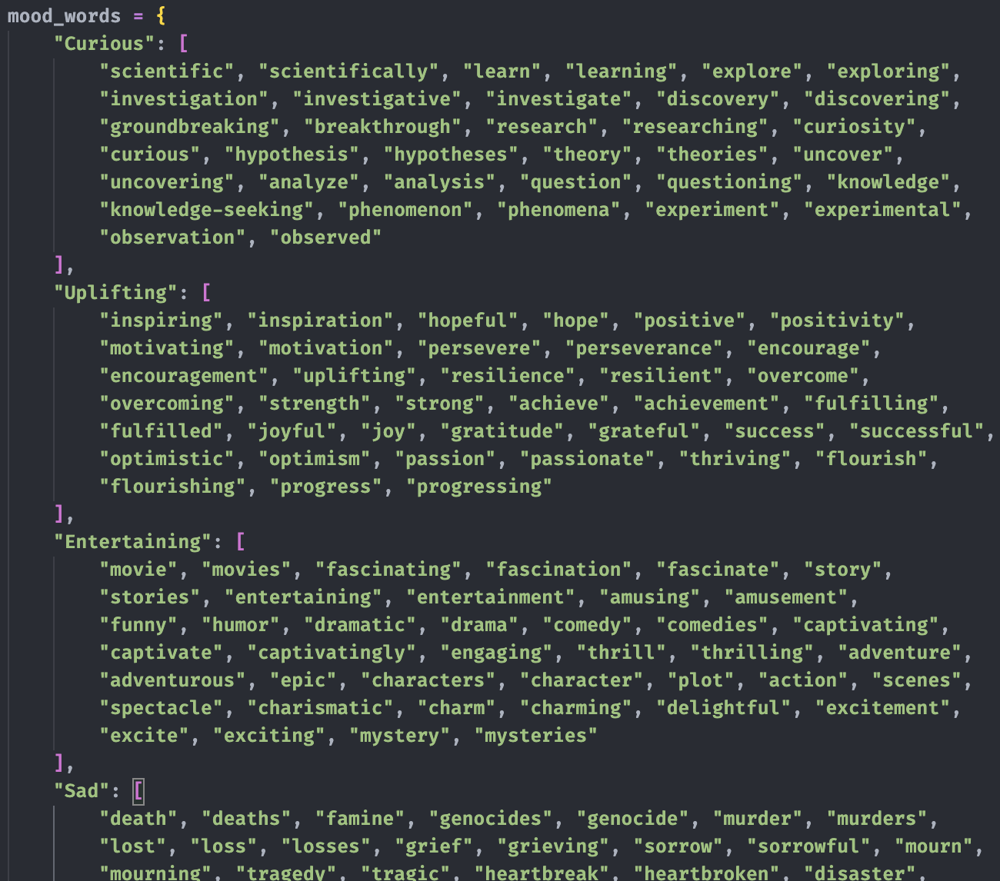 mood_words = {
"Curious": [
"scientific", "scientifically", "learn", "learning", "explore", "exploring",
"investigation", "investigative", "investigate", "discovery", "discovering",
"groundbreaking", "breakthrough", "research", "researching", "curiosity",
"curious", "hypothesis", "hypotheses", "theory", "theories", "uncover",
"uncovering", "analyze", "analysis", "question", "questioning", "knowledge",
"knowledge-seeking", "phenomenon", "phenomena", "experiment", "experimental",
"observation", "observed"
],
"Uplifting": [
"inspiring", "inspiration", "hopeful", "hope", "positive", "positivity",
"motivating", "motivation", "persevere", "perseverance", "encourage",
"encouragement", "uplifting", "resilience", "resilient", "overcome",
"overcoming", "strength", "strong", "achieve", "achievement", "fulfilling",
"fulfilled", "joyful", "joy", "gratitude", "grateful", "success", "successful",
"optimistic", "optimism", "passion", "passionate", "thriving", "flourish",
"flourishing", "progress", "progressing"
],
"Entertaining": [
"movie", "movies", "fascinating", "fascination", "fascinate", "story",
"stories", "entertaining", "entertainment", "amusing", "amusement",
"funny", "humor", "dramatic", "drama", "comedy", "comedies", "captivating",
"captivate", "captivatingly", "engaging", "thrill", "thrilling", "adventure",
"adventurous", "epic", "characters", "character", "plot", "action", "scenes",
"spectacle", "charismatic", "charm", "charming", "delightful", "excitement",
"excite", "exciting", "mystery", "mysteries"
],
"Sad": [
"death", "deaths", "famine", "genocides", "genocide", "murder", "murders",
"lost", "loss", "losses", "grief", "grieving", "sorrow", "sorrowful", "mourn",
"mourning", "tragedy", "tragic", "heartbreak", "heartbroken", "disaster",